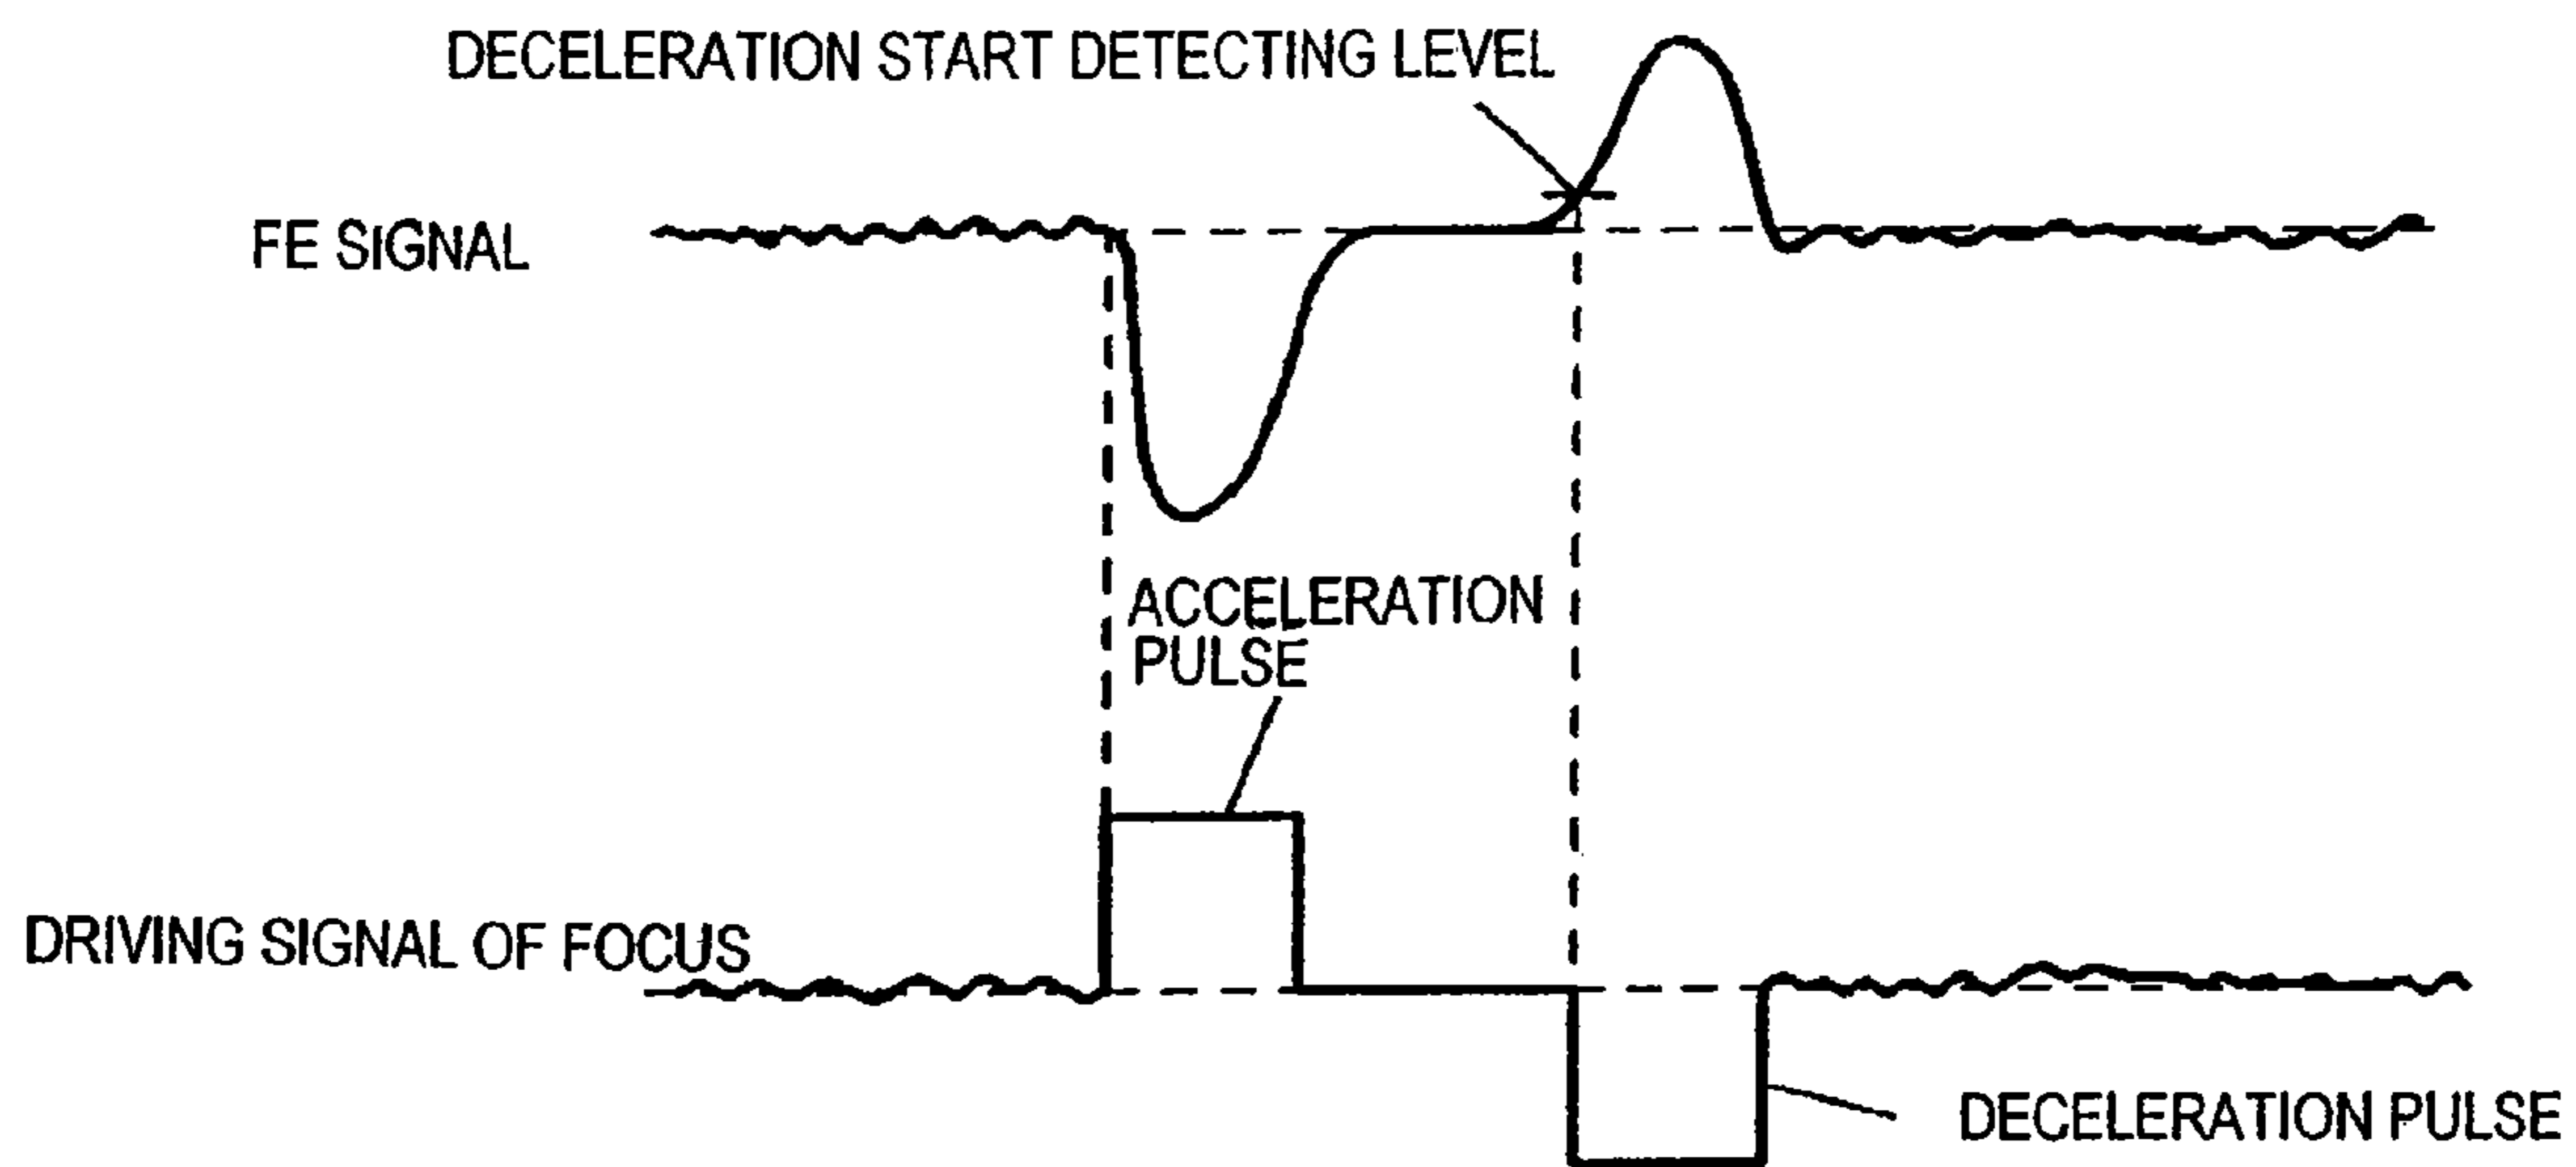 DECELERATION START DETECTING LEVEL
FE SIGNAL
ACCELERATION
PULSE
DRIVING SIGNAL OF FOCUS
DECELERATION PULSE